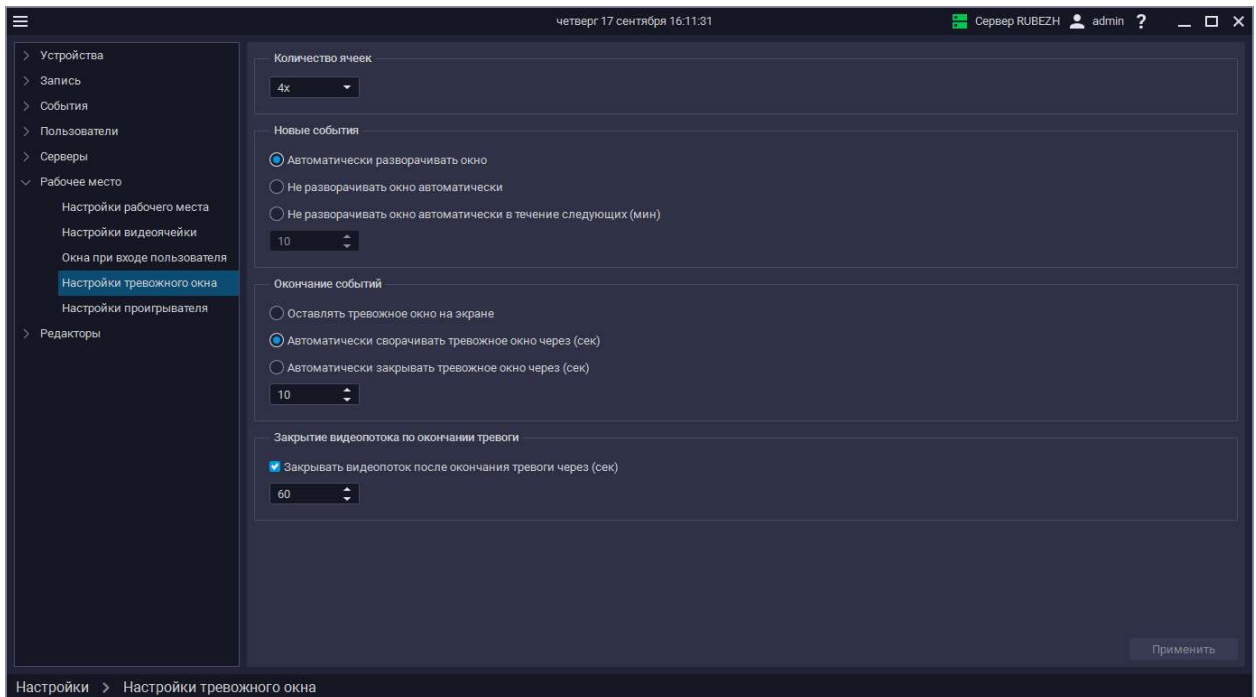 четверг 17 сентября 16:11:31
Сервер RUBEZH admin ?
Устройства
Запись
События
Пользователи
Серверы
Рабочее место
Настройки рабочего места
Настройки видеоячейки
Окна при входе пользователя
Настройки тревожного окна
Настройки проигрывателя
Редакторы
Количество ячеек
4x
Новые события
Автоматически разворачивать окно
Не разворачивать окно автоматически
Не разворачивать окно автоматически в течение следующих (мин)
10
Окончание событий
Оставлять тревожное окно на экране
Автоматически сворачивать тревожное окно через (сек)
Автоматически закрывать тревожное окно через (сек)
10
Закрытие видеопотока по окончании тревоги
Закрывать видеопоток после окончания тревоги через (сек)
60
Применить
Настройки > Настройки тревожного окна